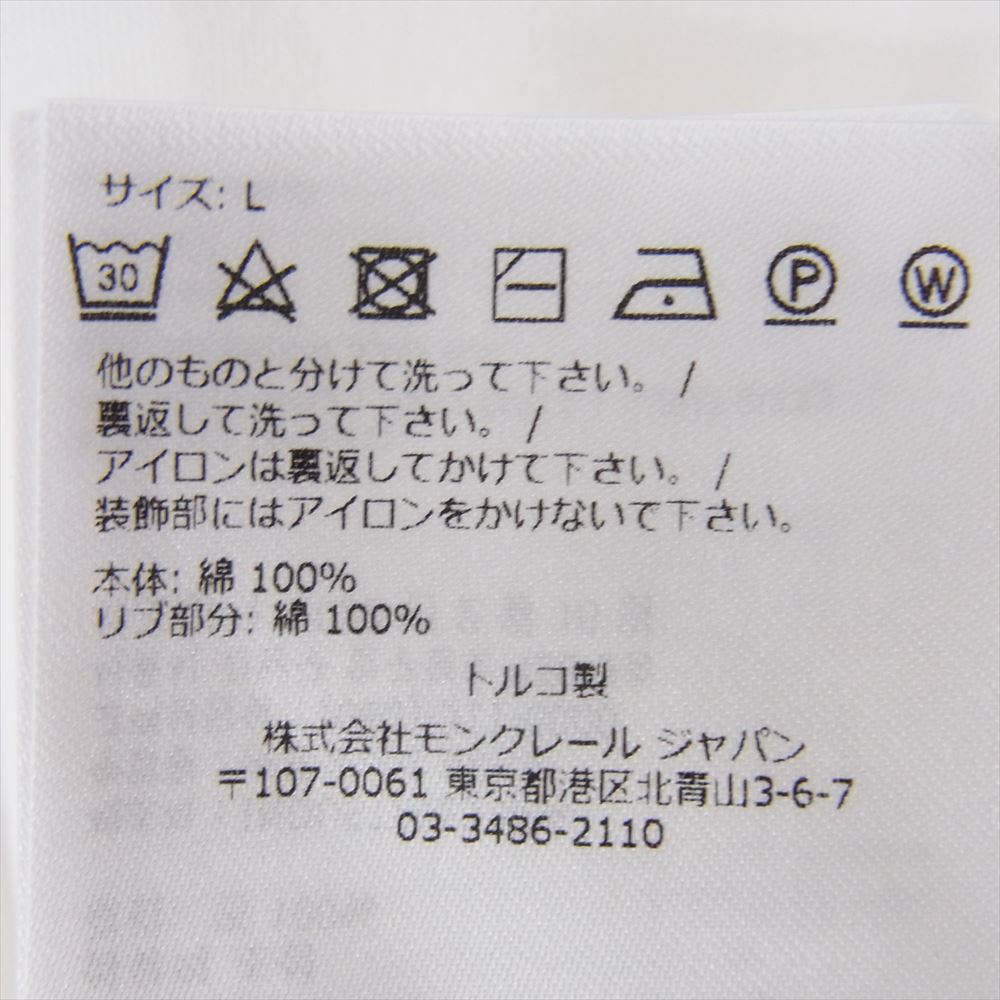 サイズ: L
30 P W
他のものと分けて洗って下さい。 /
裏返して洗って下さい。 /
アイロンは裏返してかけて下さい。 /
装飾部にはアイロンをかけないで下さい。
本体: 綿 100%
リブ部分: 綿 100%
トルコ製
株式会社モンクレール ジャパン
〒107-0061 東京都港区北青山3-6-7
03-3486-2110